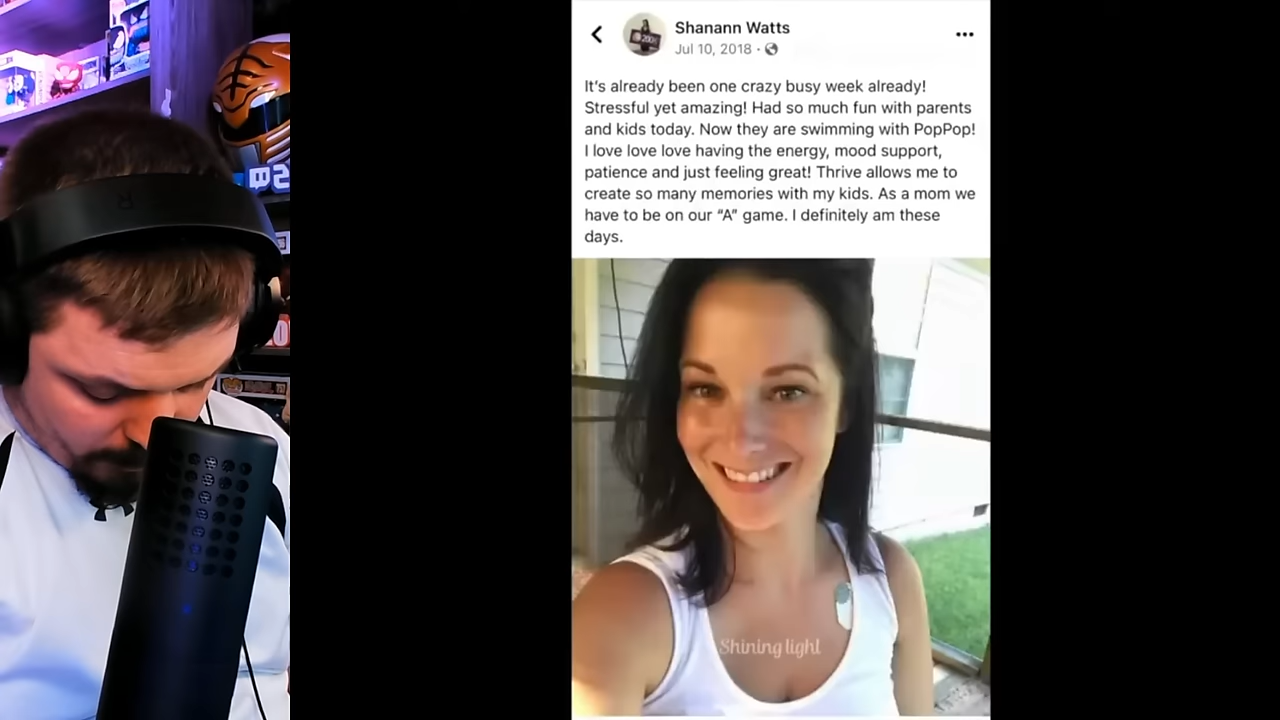 Shanann Watts
Jul 10, 2018
It's already been one crazy busy week already!
Stressful yet amazing! Had so much fun with parents
and kids today. Now they are swimming with PopPop!
I love love love having the energy, mood support,
patience and just feeling great! Thrive allows me to
create so many memories with my kids. As a mom we
have to be on our “A” game. I definitely am these
days.
Shining light